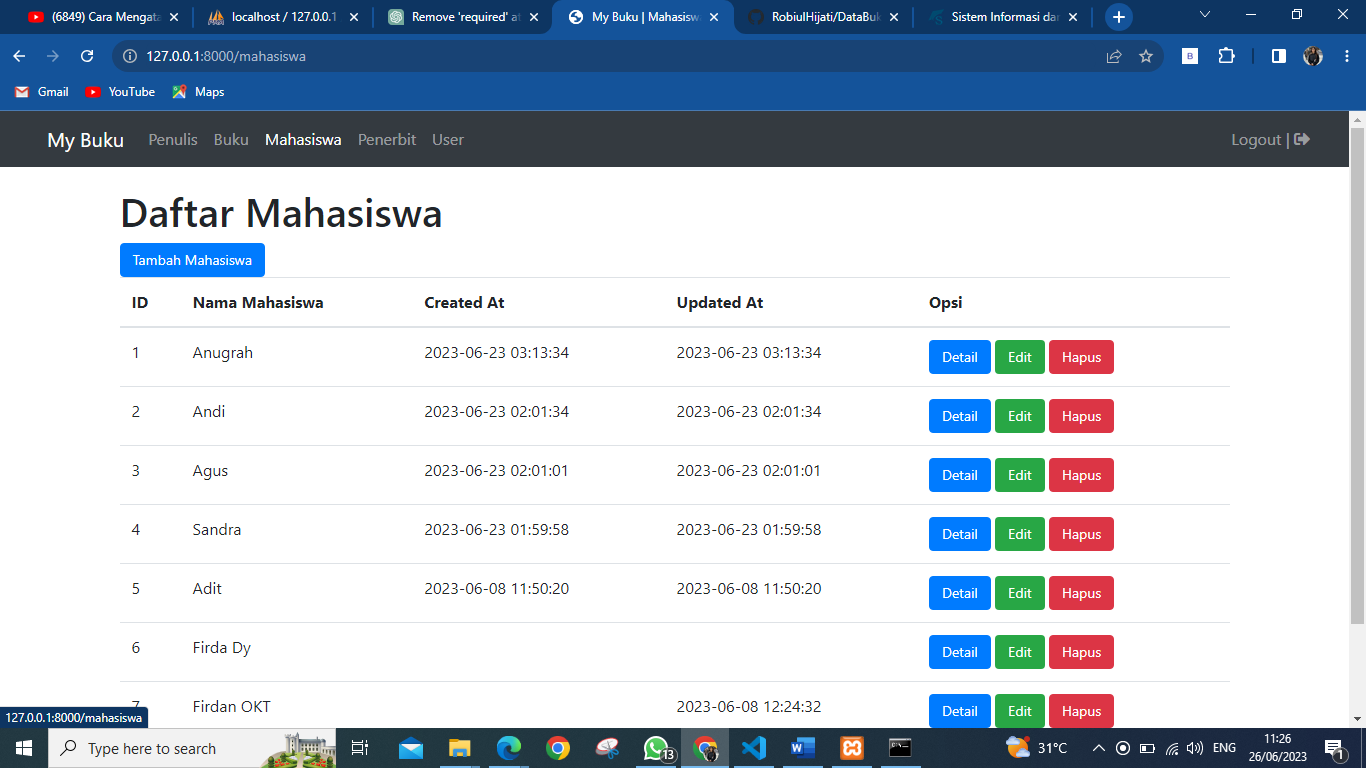 (6849) Cara Mengata
localhost / 127.0.0.1
Remove 'required' at
My Buku | Mahasisw
RobiulHijati/DataBuk
Sistem Informasi dan
127.0.0.1:8000/mahasiswa
B
Gmail YouTube Maps
My Buku Penulis Buku Mahasiswa Penerbit User Logout |
Daftar Mahasiswa
Tambah Mahasiswa
ID Nama Mahasiswa Created At Updated At Opsi
1 Anugrah 2023-06-23 03:13:34 2023-06-23 03:13:34 Detail Edit Hapus
2 Andi 2023-06-23 02:01:34 2023-06-23 02:01:34 Detail Edit Hapus
3 Agus 2023-06-23 02:01:01 2023-06-23 02:01:01 Detail Edit Hapus
4 Sandra 2023-06-23 01:59:58 2023-06-23 01:59:58 Detail Edit Hapus
5 Adit 2023-06-08 11:50:20 2023-06-08 11:50:20 Detail Edit Hapus
6 Firda Dy Detail Edit Hapus
7 Firdan OKT 2023-06-08 12:24:32 Detail Edit Hapus
127.0.0.1:8000/mahasiswa
Type here to search
13
31°C
ENG
11:26
26/06/2023
1